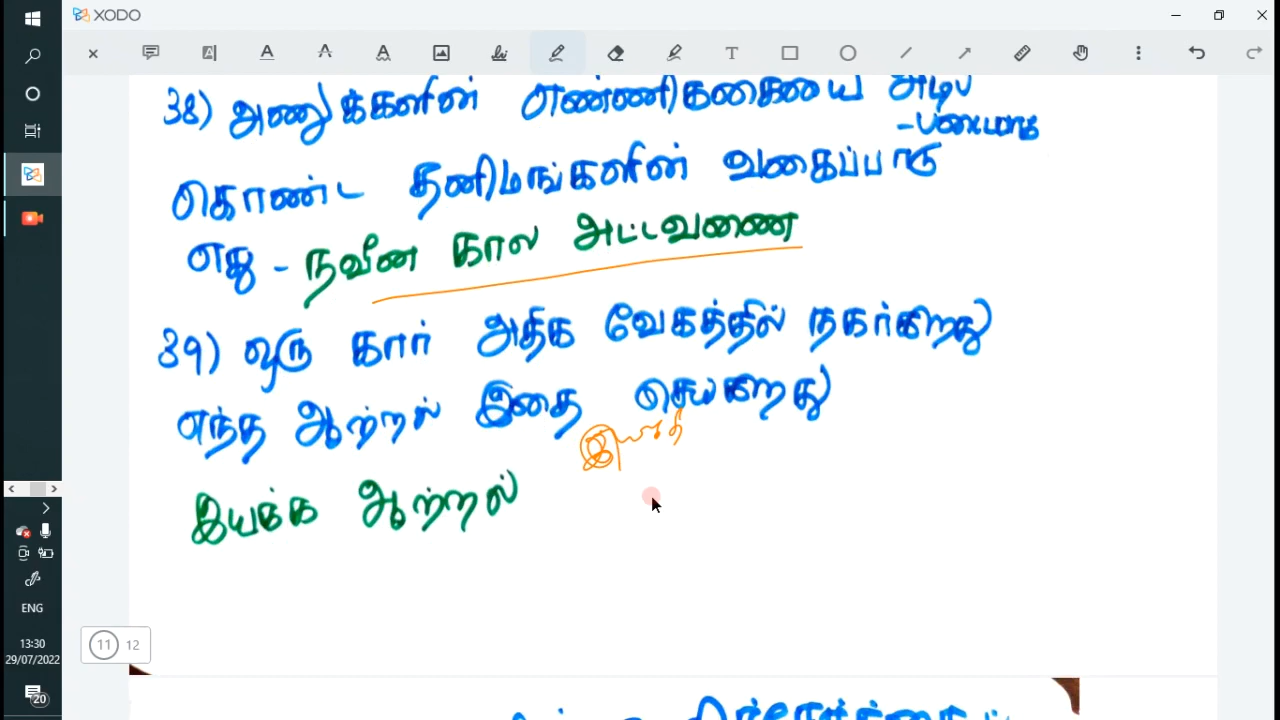 XODO
38) அணுக்களின் எண்ணிக்கையை அடிப்
-படையாக
கொண்ட தனிமங்களின் வகைப்பாடு
எது - நவீன கால அட்டவணை
39) ஒரு கார் அதிக வேகத்தில் நகர்கிறது
எந்த ஆற்றல் இதை செய்கிறது
இயக்க ஆற்றல்
ENG
13:30
29/07/2022
20
11 12